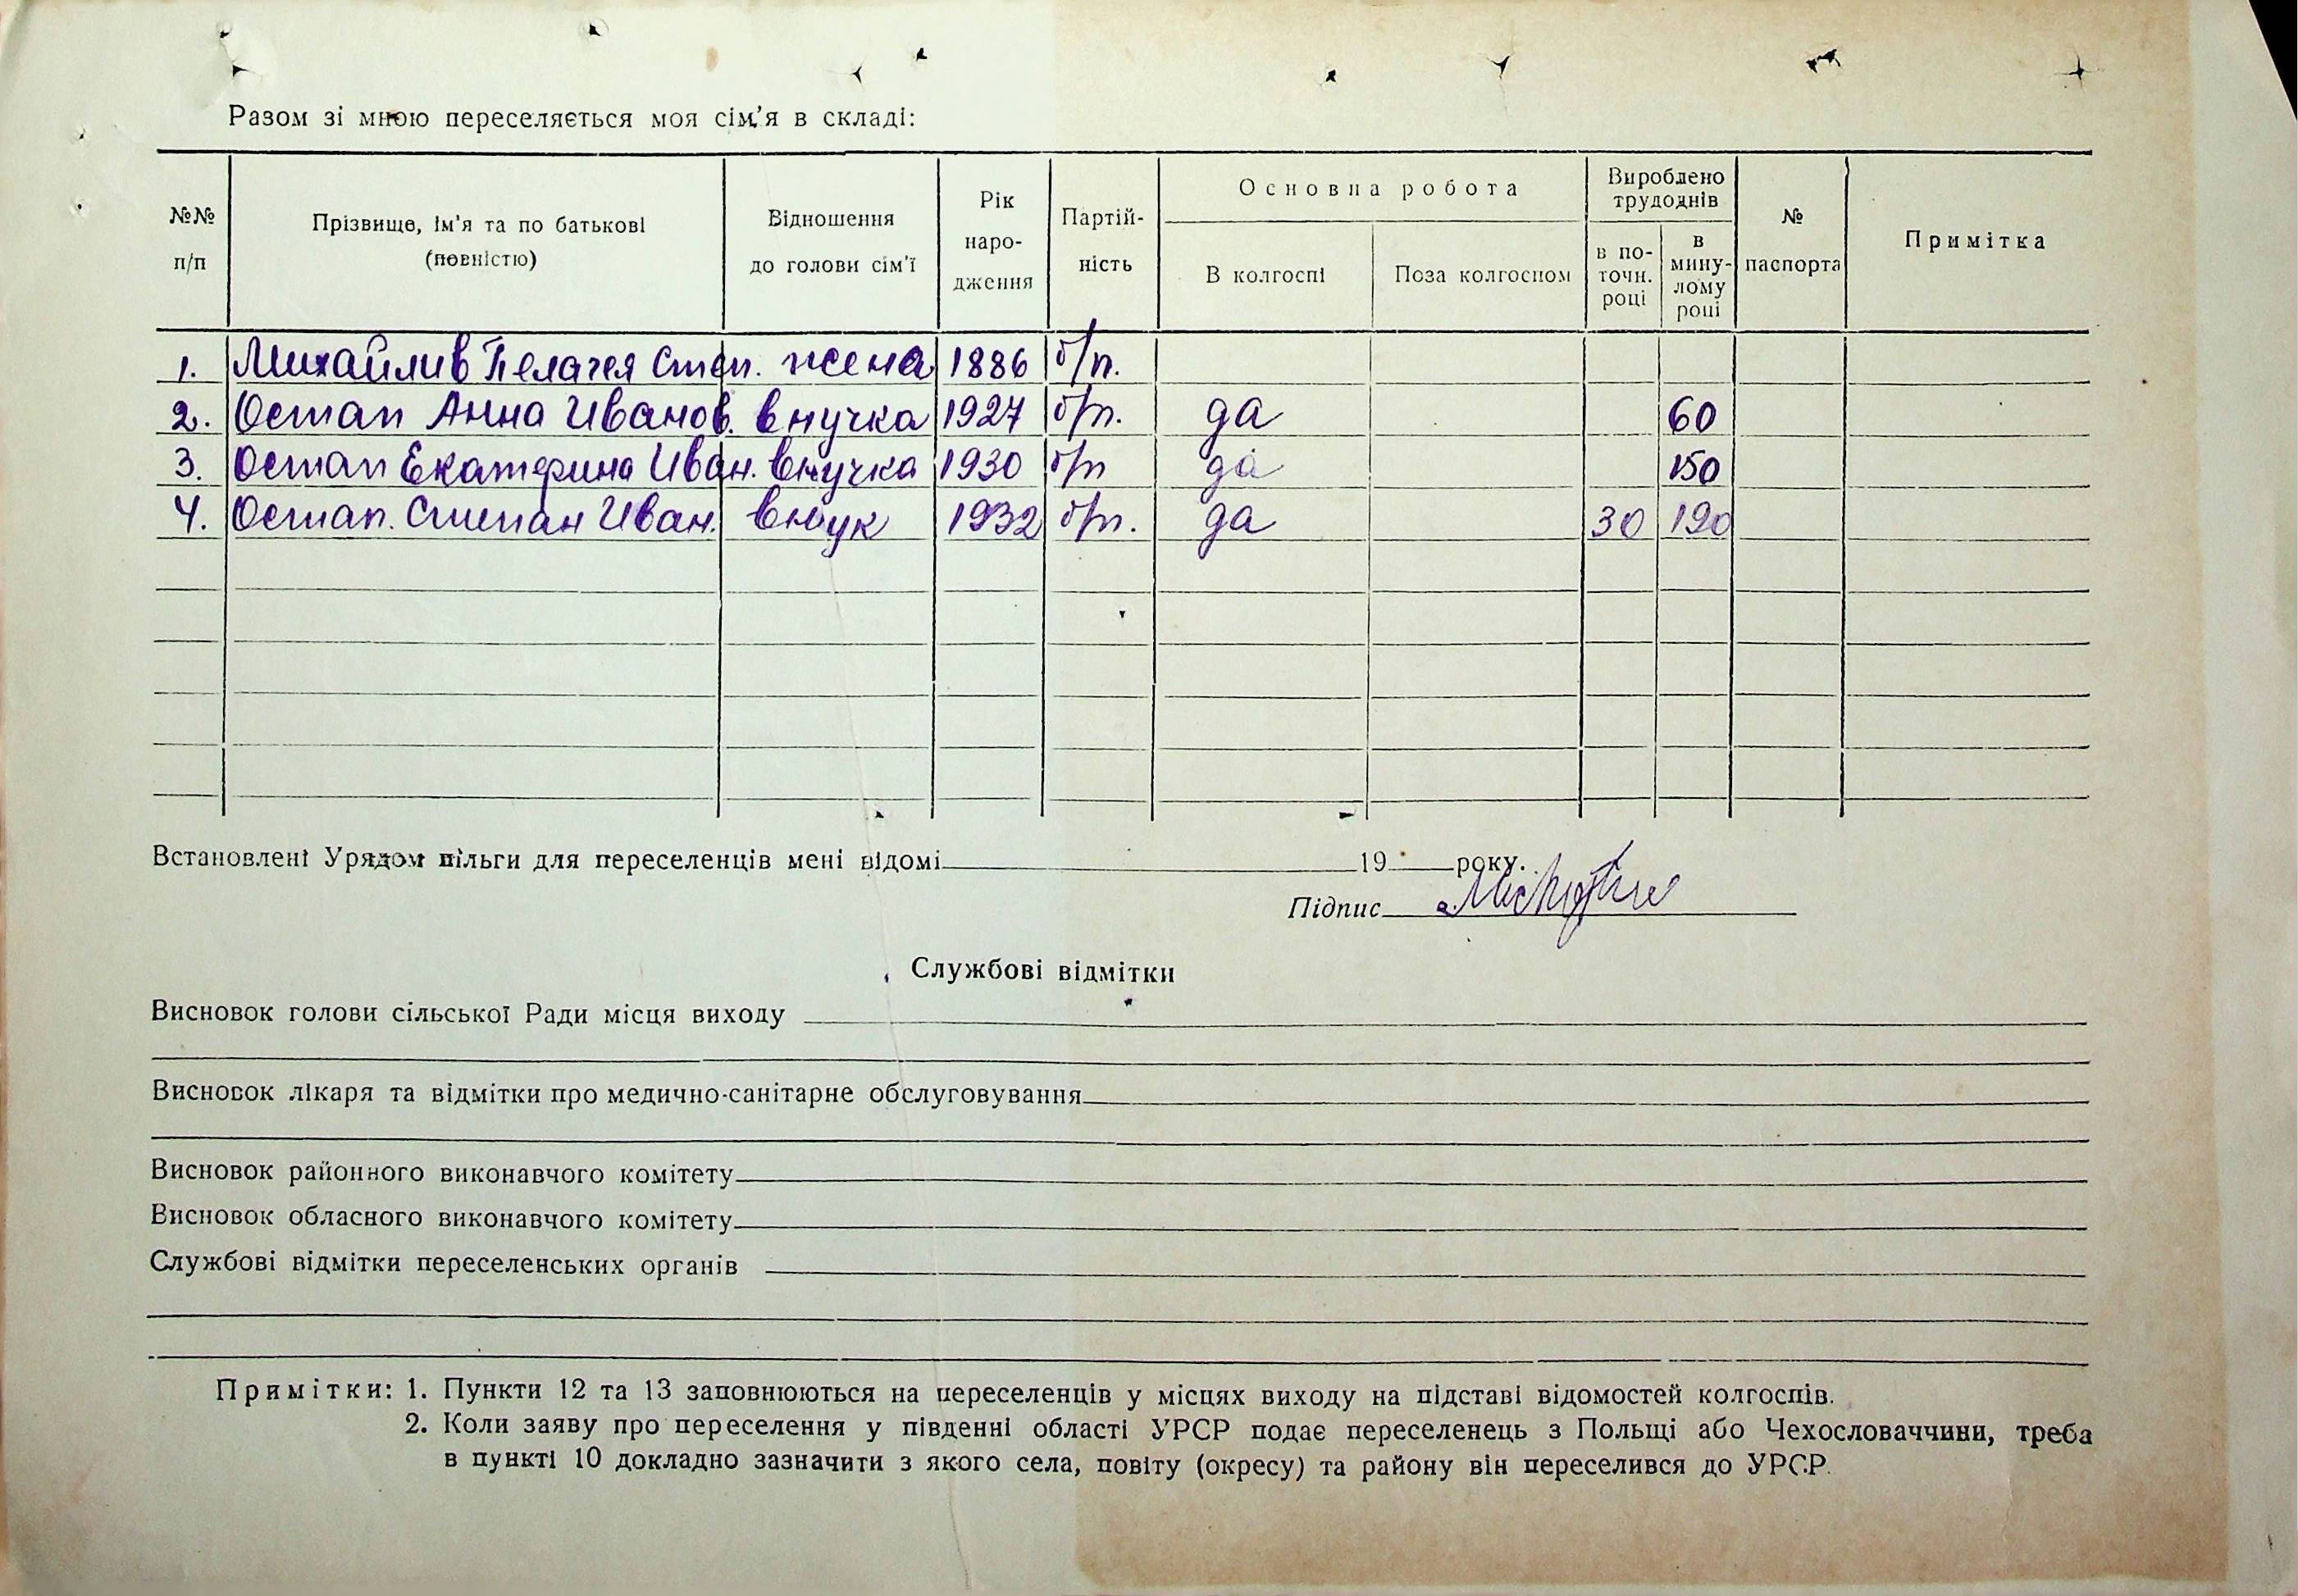 Разом зі мною переселяється моя сім'я в складі:
№№ п/п
Прізвище, ім'я та по батькові (повністю)
Відношення до голови сім'ї
Рік народження
Партійність
Основна робота
В колгоспі
Поза колгоспом
Вироблено трудоднів
в поточн. році
в минулому році
№ паспорта
Примітка
1. Михайлив Пелагея Степ. жена 1886 б/п.
2. Остап Анна Иванов. внучка 1927 б/п. да 60
3. Остап Екатерина Иван. внучка 1930 б/п да 150
4. Остап. Степан Иван. внук 1932 б/п. да 30 190
Встановлені Урядом пільги для переселенців мені відомі 19 року.
Підпис
Службові відмітки
Висновок голови сільської Ради місця виходу
Висновок лікаря та відмітки про медично-санітарне обслуговування
Висновок районного виконавчого комітету
Висновок обласного виконавчого комітету
Службові відмітки переселенських органів
Примітки: 1. Пункти 12 та 13 заповнюються на переселенців у місцях виходу на підставі відомостей колгоспів.
2. Коли заяву про переселення у південні області УРСР подає переселенець з Польщі або Чехословаччини, треба
в пункті 10 докладно зазначити з якого села, повіту (окресу) та району він переселився до УРСР.